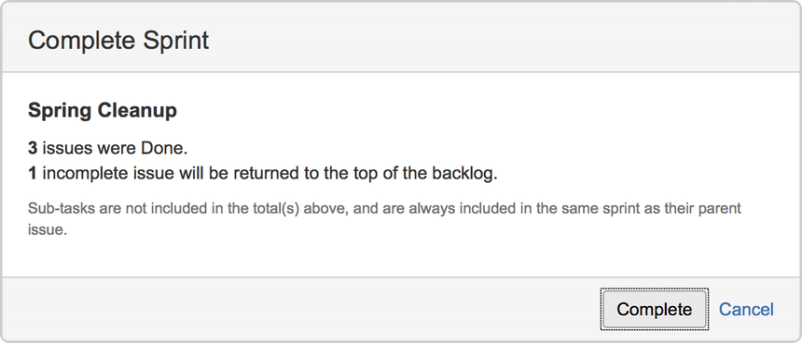 Complete Sprint
Spring Cleanup
3 issues were Done.
1 incomplete issue will be returned to the top of the backlog.
Sub-tasks are not included in the total(s) above, and are always included in the same sprint as their parent
issue.
Complete Cancel